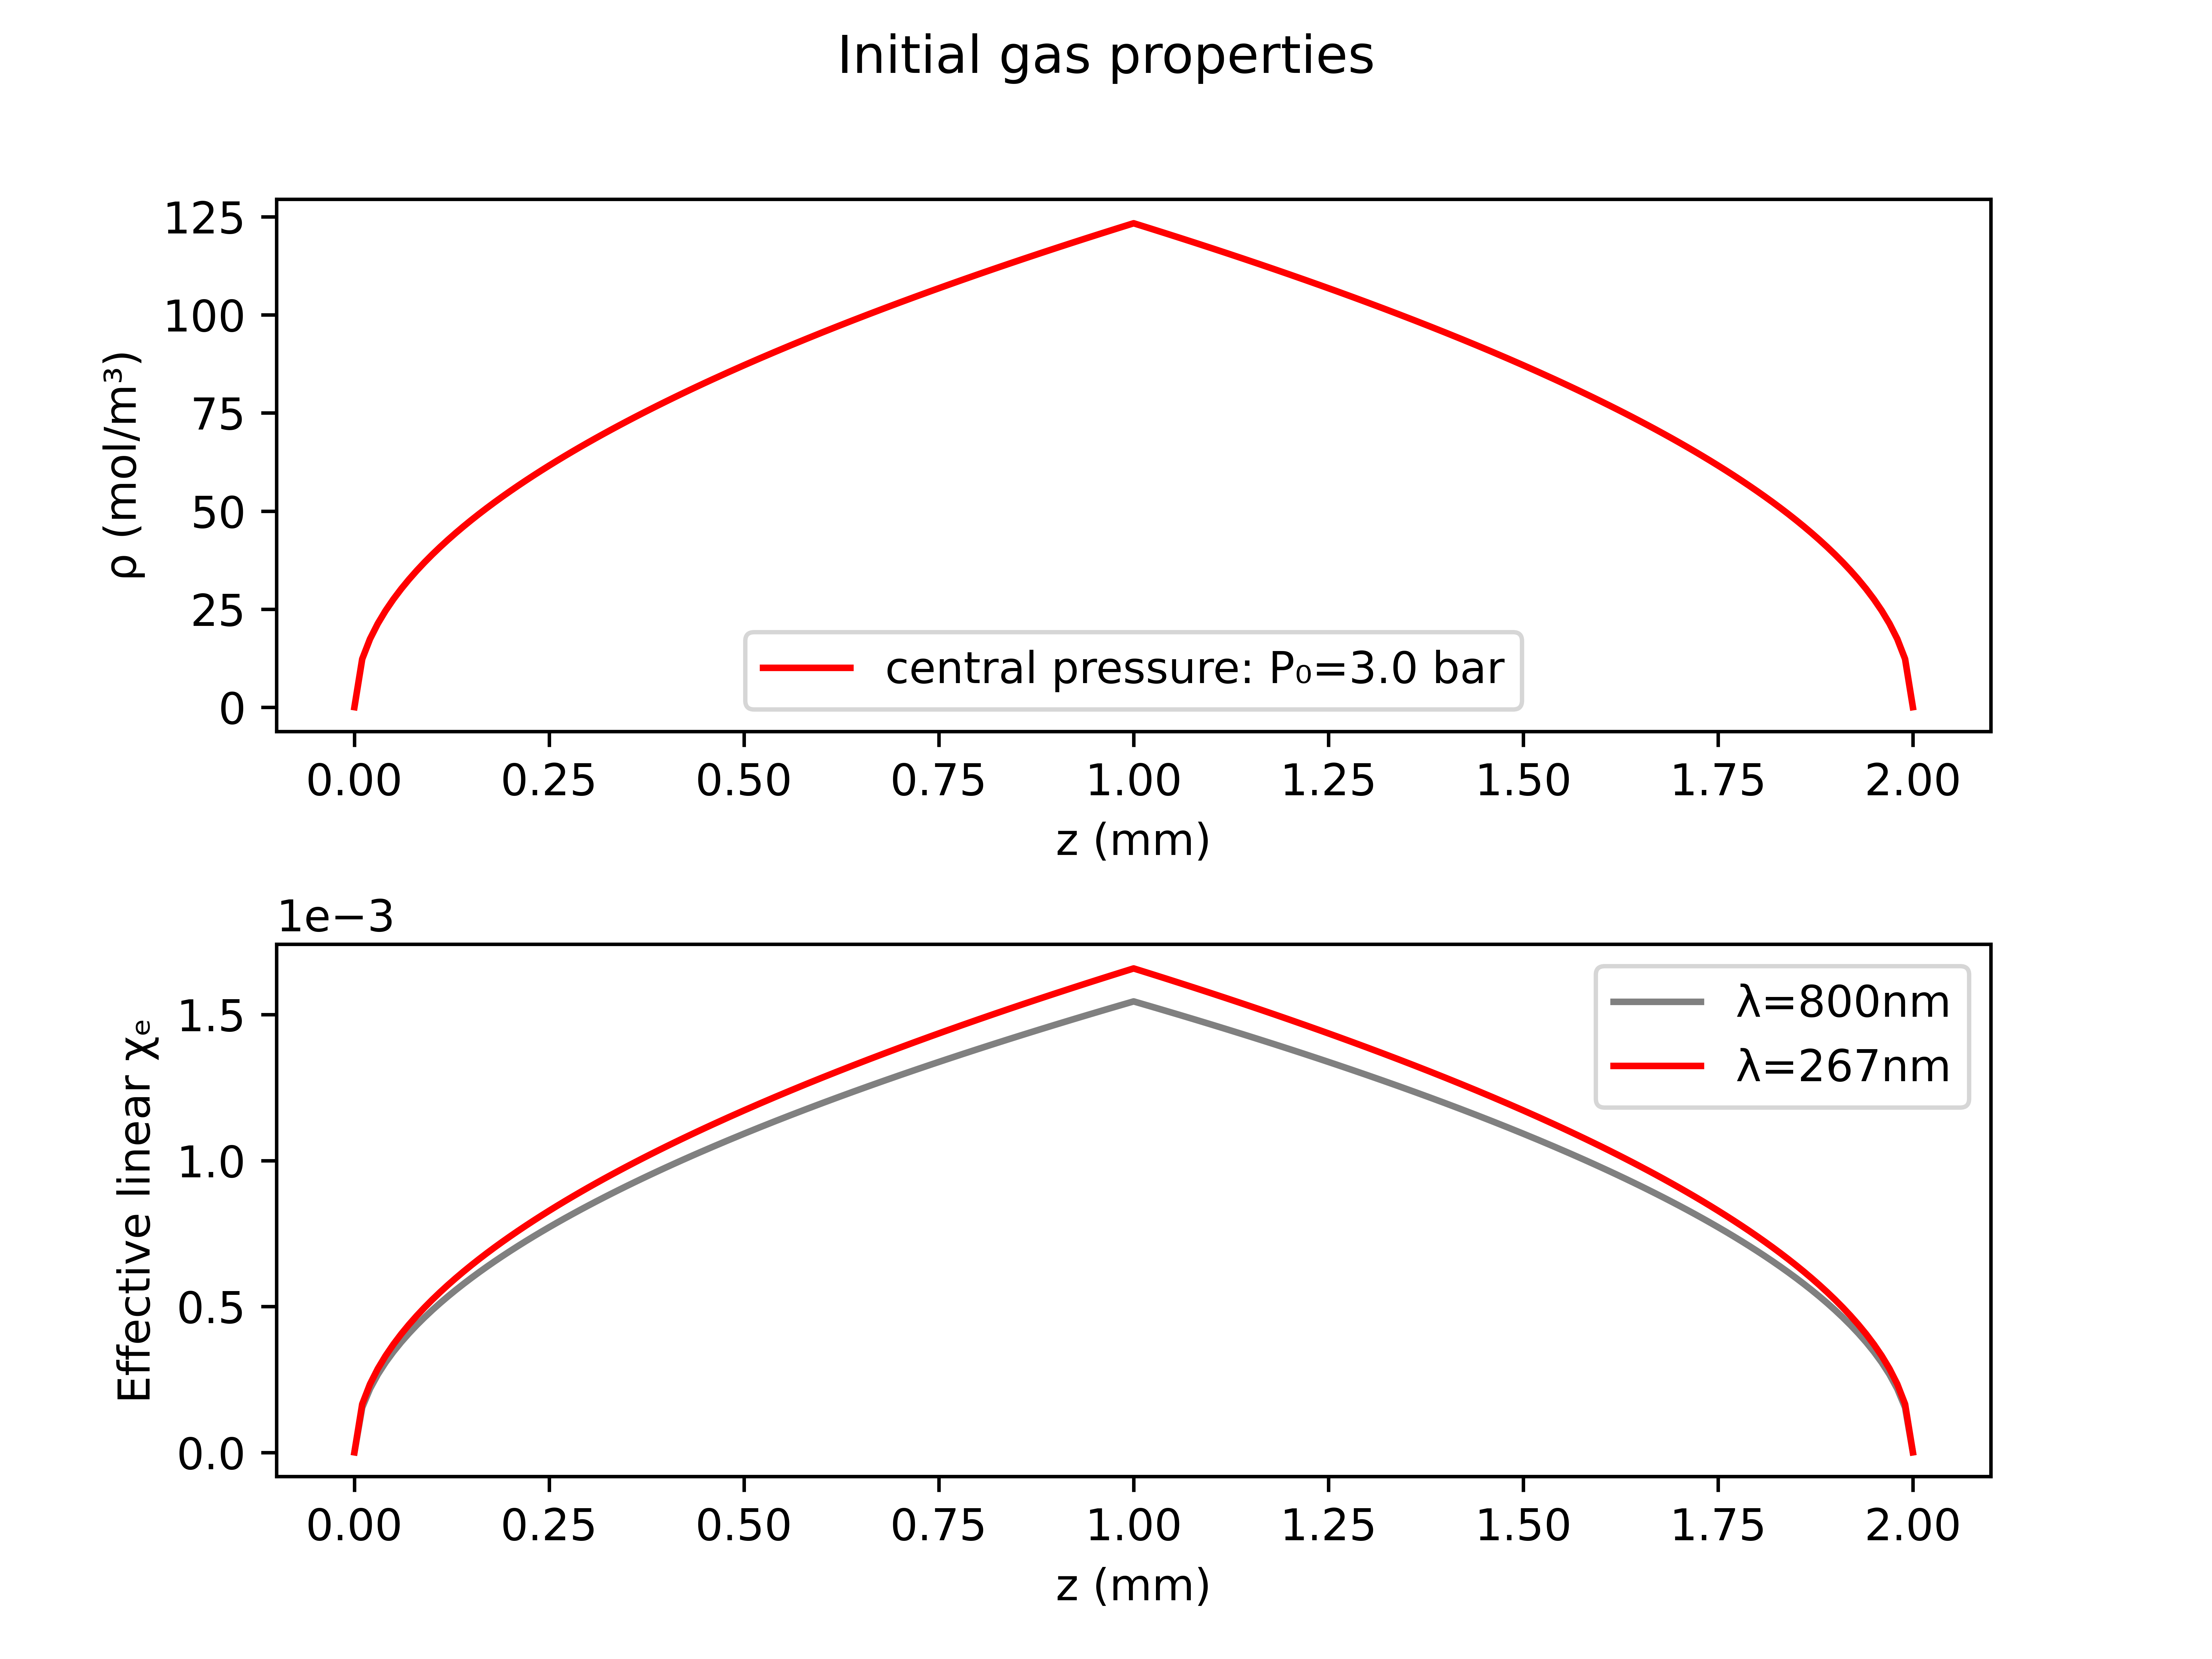 Initial gas properties
125
100
75
50
25
0
ρ (mol/m³)
central pressure: P₀=3.0 bar
0.00 0.25 0.50 0.75 1.00 1.25 1.50 1.75 2.00
z (mm)
1e−3
1.5
1.0
0.5
0.0
Effective linear χₑ
λ=800nm
λ=267nm
0.00 0.25 0.50 0.75 1.00 1.25 1.50 1.75 2.00
z (mm)